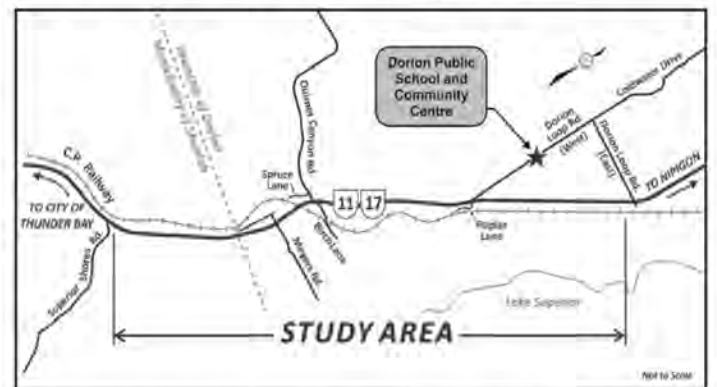 Dorion Public
School and
Community
Centre
Ouimet Canyon Rd.
Coldwater Drive
Dorion
Loop Rd.
(West)
Dorion Loop Rd.
(East)
C.P. Railway
Spruce
Lane
TO NIPIGON
TO CITY OF
THUNDER BAY
11
17
Birch Lane
Poplar
Lane
Meyers Rd.
Superior Shores Rd.
Lake Superior
STUDY AREA
Not to Scale